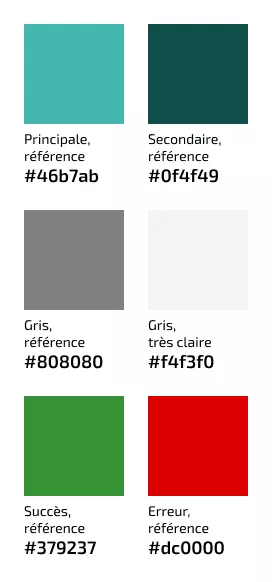 Principale,
référence
#46b7ab
Secondaire,
référence
#0f4f49
Gris,
référence
#808080
Gris,
très claire
#f4f3f0
Succès,
référence
#379237
Erreur,
référence
#dc0000